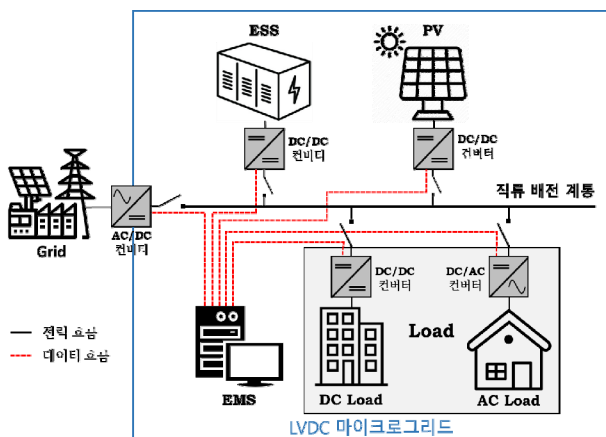 ESS
PV
DC/DC
컨버터
DC/DC
컨버터
직류 배전 계통
Grid
AC/DC
컨버터
DC/DC
컨버터
DC/AC
컨버터
Load
전력 흐름
데이터 흐름
EMS
DC Load
AC Load
LVDC 마이크로그리드